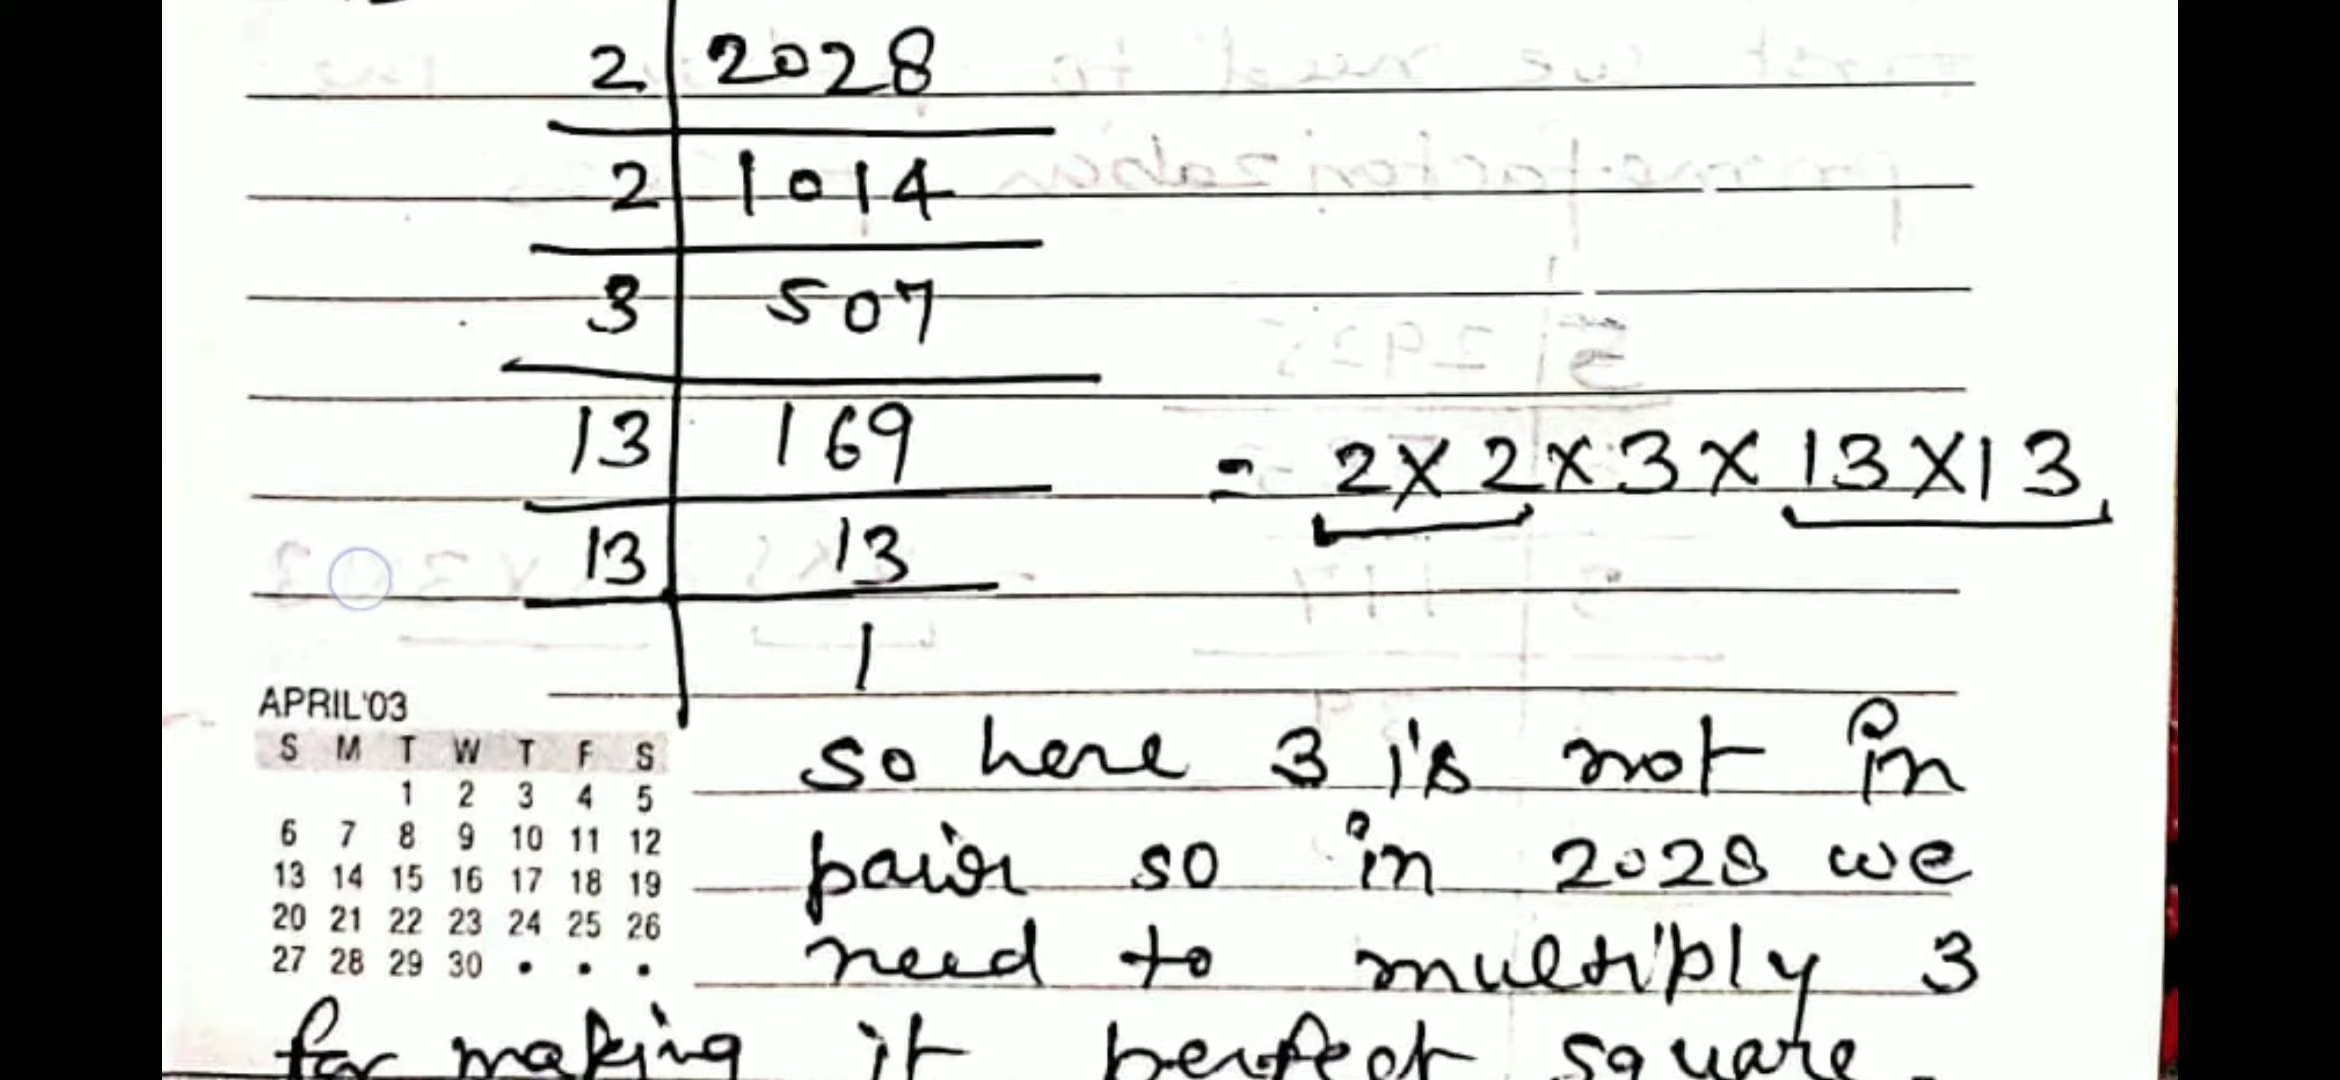 2 | 2028
2 | 1014
3 | 507
13 | 169
= 2 X 2 X 3 X 13 X 13
13 | 13
1
APRIL'03
S M T W T F S
1 2 3 4 5
6 7 8 9 10 11 12
13 14 15 16 17 18 19
20 21 22 23 24 25 26
27 28 29 30 • • •
so here 3 is not in
pair so in 2028 we
need to multiply 3
for making it perfect square.